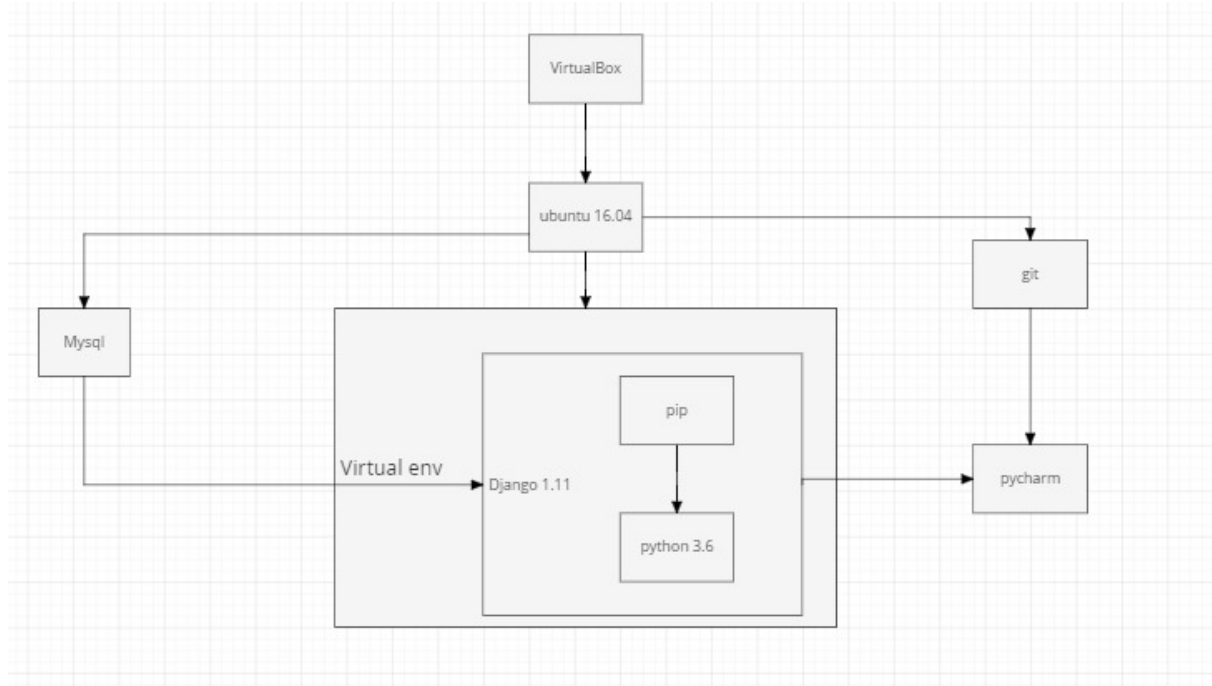 VirtualBox
ubuntu 16.04
git
Mysql
pip
Virtual env
Django 1.11
pycharm
python 3.6